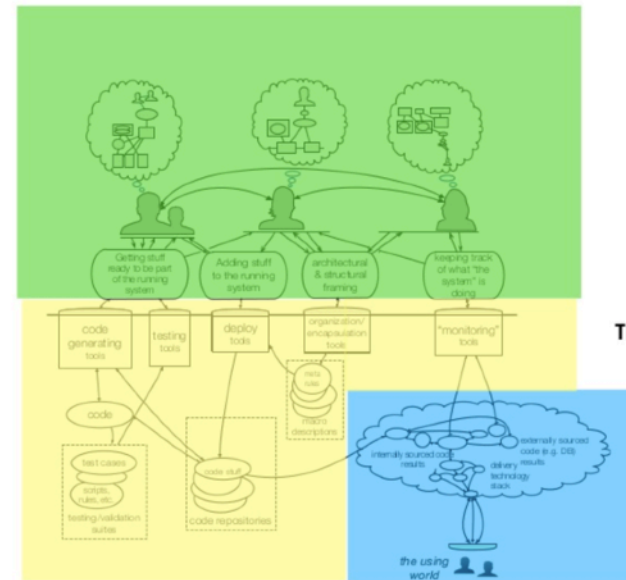 Getting stuff
ready to be part
of the running
system
Adding stuff
to the running
system
architectural
& structural
framing
keeping track
of what "the
system" is
doing
code
generating
tools
testing
tools
deploy
tools
organization/
encapsulation
tools
"monitoring"
tools
T
meta
rules
macro
descriptions
code
test cases
scripts,
rules, etc.
testing/validation
suites
code stuff
code repositories
internally sourced code
results
externally sourced
code (e.g. DB)
results
delivery
technology
stack
the using
world